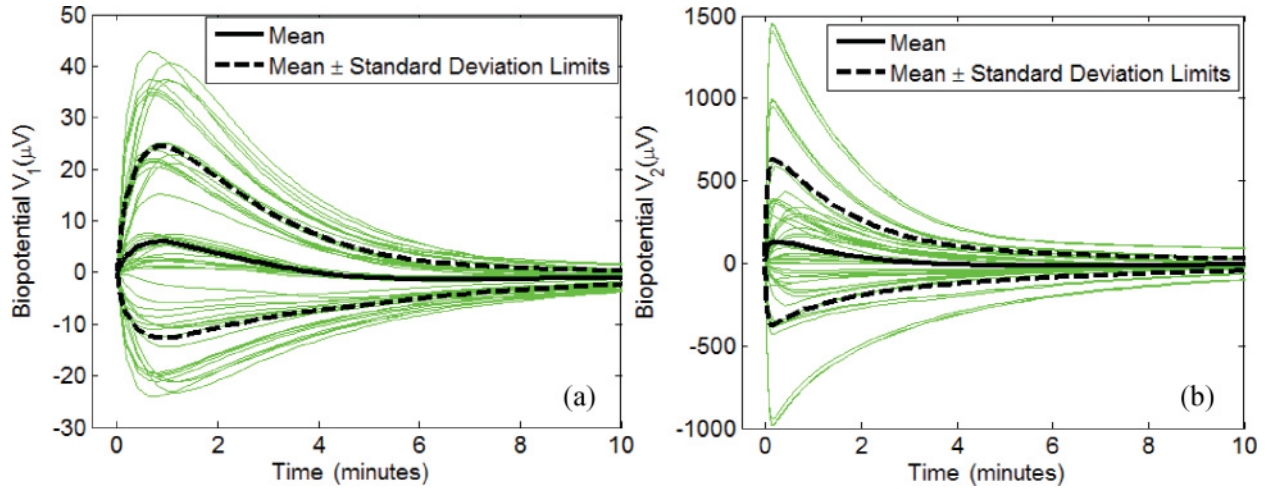 50
40
30
20
10
0
-10
-20
-30
Biopotential V1(μV)
Mean
Mean ± Standard Deviation Limits
(a)
0 2 4 6 8 10
Time (minutes)
1500
1000
500
0
-500
-1000
Biopotential V2(μV)
Mean
Mean ± Standard Deviation Limits
(b)
0 2 4 6 8 10
Time (minutes)